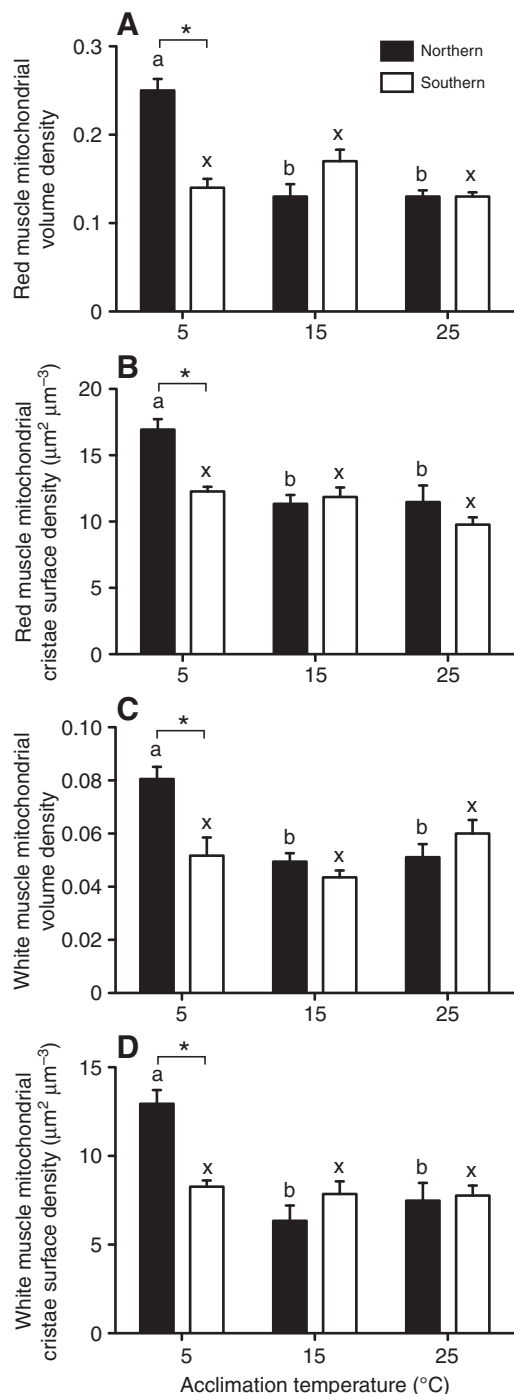 A
Red muscle mitochondrial
volume density
0.3
0.2
0.1
0
*
a
x
b
x
b
x
Northern
Southern
5
15
25
B
Red muscle mitochondrial
cristae surface density (µm² µm⁻³)
20
15
10
5
0
*
a
x
b
x
b
x
5
15
25
C
White muscle mitochondrial
volume density
0.10
0.08
0.06
0.04
0.02
0
*
a
x
b
x
b
x
5
15
25
D
White muscle mitochondrial
cristae surface density (µm² µm⁻³)
15
10
5
0
*
a
x
b
x
b
x
5
15
25
Acclimation temperature (°C)